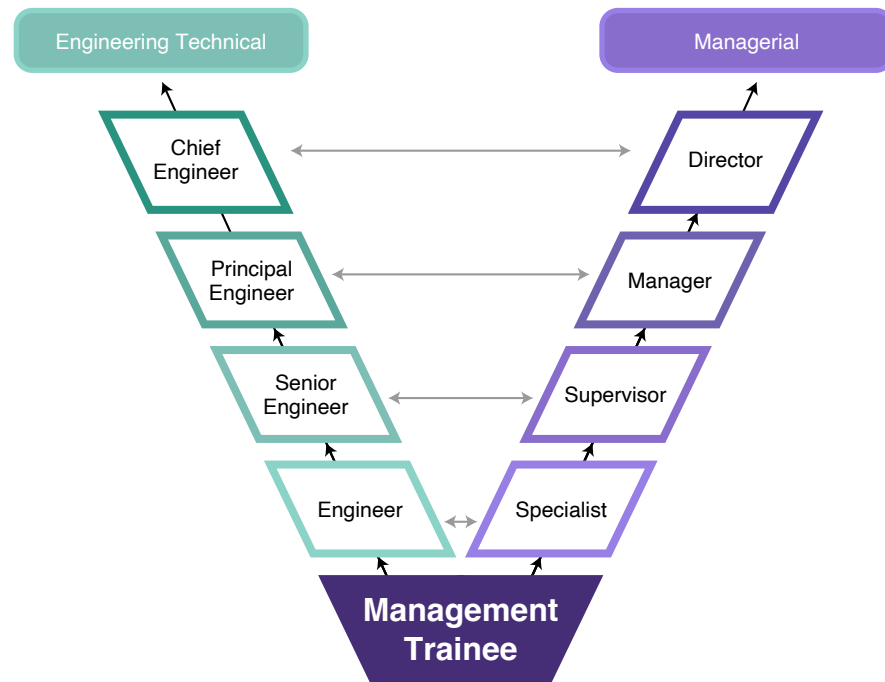 Engineering Technical
Managerial
Chief
Engineer
Director
Principal
Engineer
Manager
Senior
Engineer
Supervisor
Engineer
Specialist
Management
Trainee